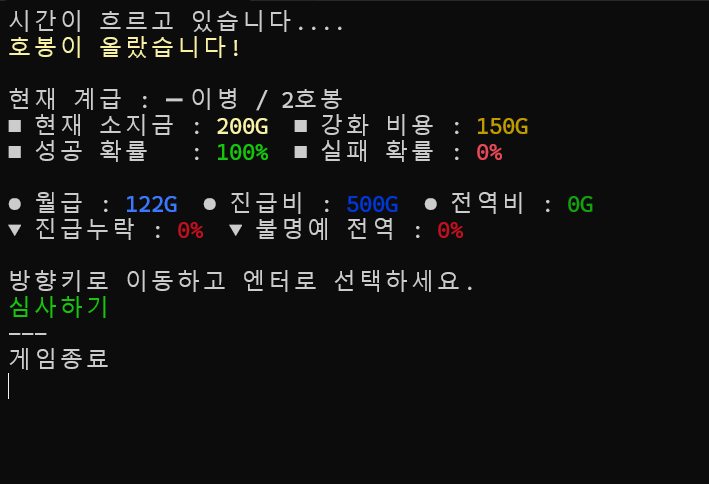 시간이 흐르고 있습니다....
호봉이 올랐습니다!
현재 계급 : ━ 이병 / 2호봉
■ 현재 소지금 : 200G ■ 강화 비용 : 150G
■ 성공 확률 : 100% ■ 실패 확률 : 0%
● 월급 : 122G ● 진급비 : 500G ● 전역비 : 0G
▼ 진급누락 : 0% ▼ 불명예 전역 : 0%
방향키로 이동하고 엔터로 선택하세요.
심사하기
---
게임종료